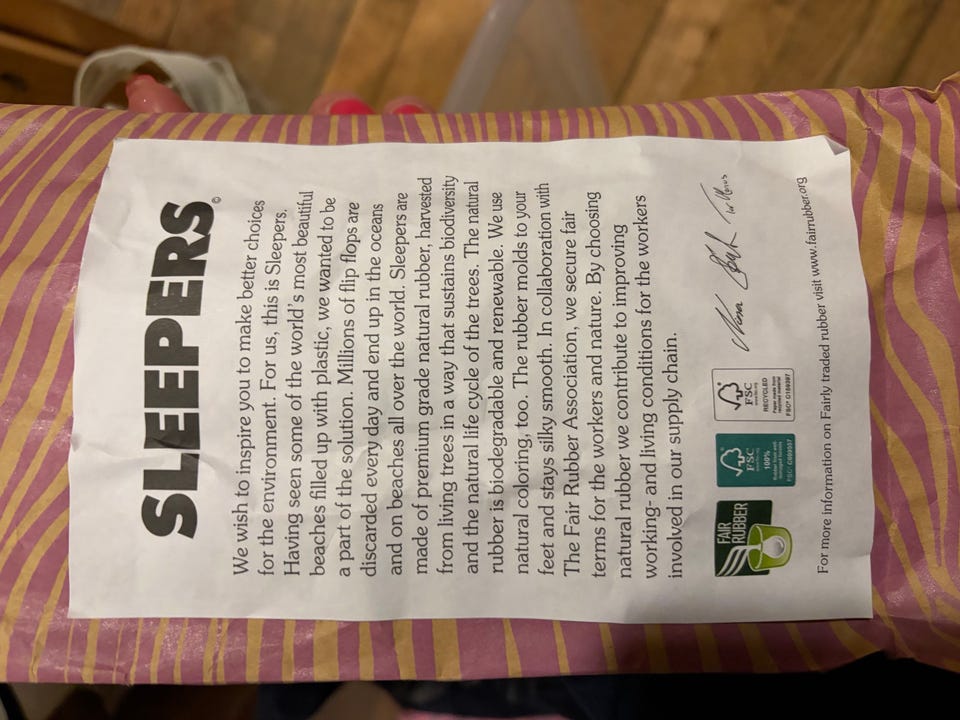 SLEEPERS©
We wish to inspire you to make better choices
for the environment. For us, this is Sleepers.
Having seen some of the world's most beautiful
beaches filled up with plastic, we wanted to be
a part of the solution. Millions of flip flops are
discarded every day and end up in the oceans
and on beaches all over the world. Sleepers are
made of premium grade natural rubber, harvested
from living trees in a way that sustains biodiversity
and the natural life cycle of the trees. The natural
rubber is biodegradable and renewable. We use
natural coloring, too. The rubber molds to your
feet and stays silky smooth. In collaboration with
The Fair Rubber Association, we secure fair
terms for the workers and nature. By choosing
natural rubber we contribute to improving
working- and living conditions for the workers
involved in our supply chain.
FAIR
RUBBER
FSC
100%
FSC
RECYCLED
Paper made from
recycled material
For more information on Fairly traded rubber visit www.fairrubber.org